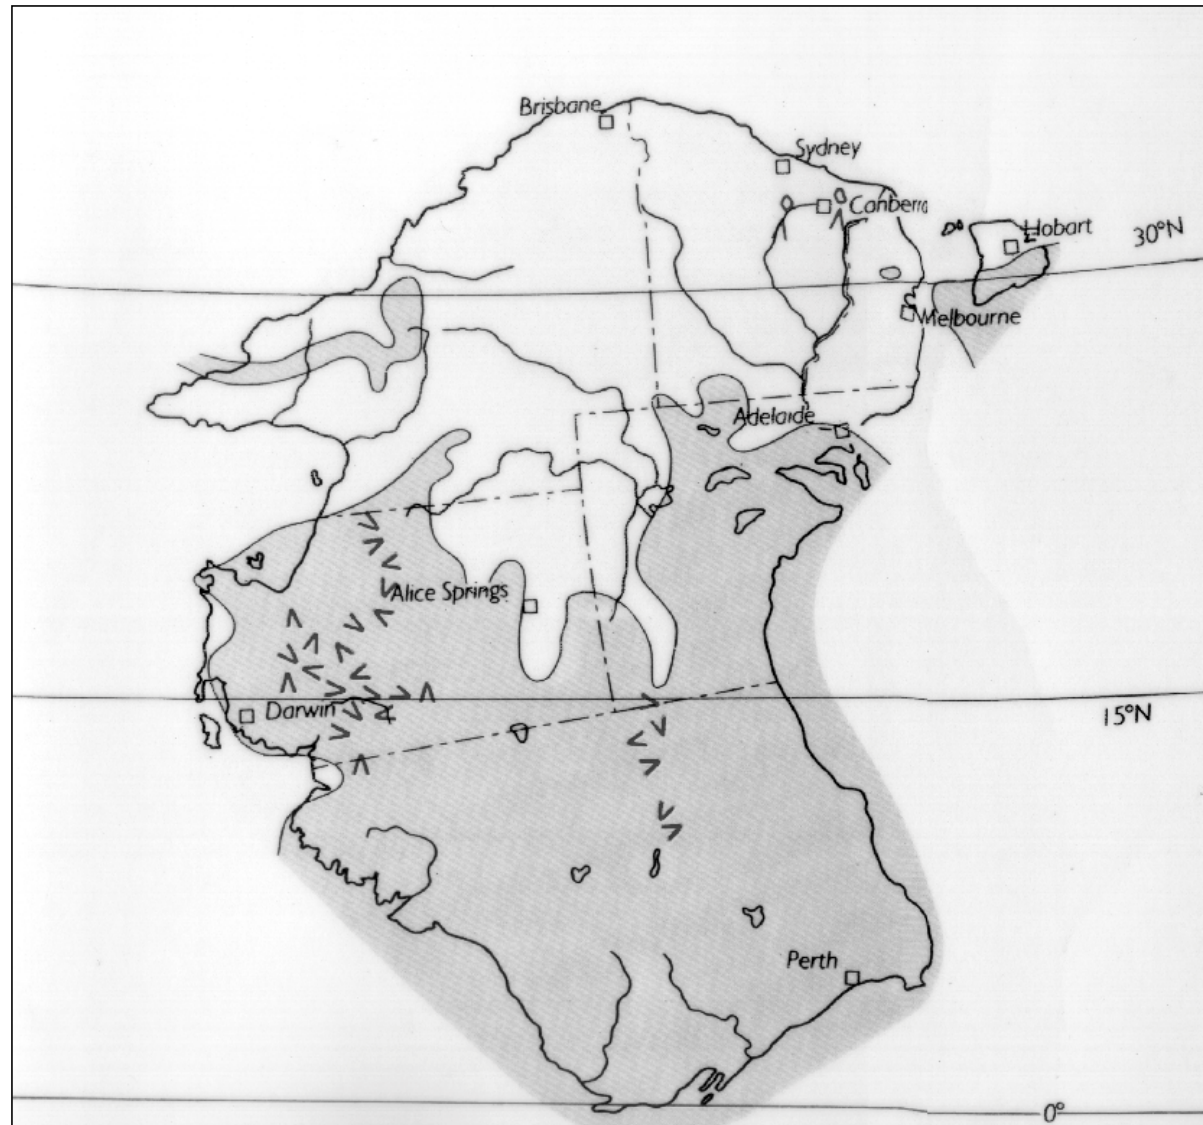 Brisbane
Sydney
Canberra
Hobart
30°N
Melbourne
Adelaide
Alice Springs
Darwin
15°N
Perth
0°